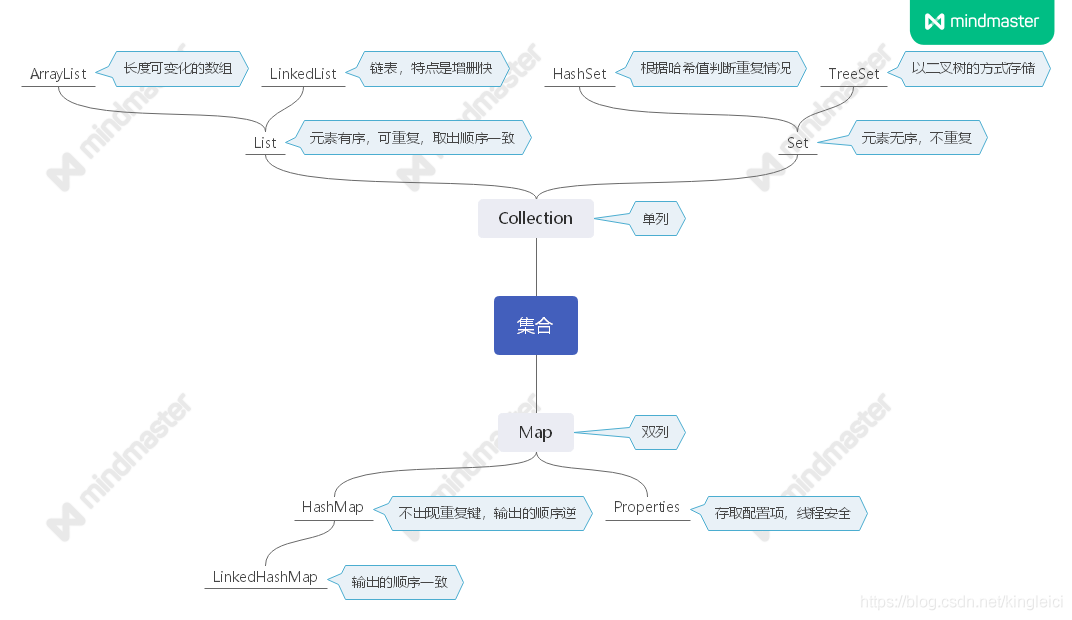 mindmaster
ArrayList
长度可变化的数组
LinkedList
链表，特点是增删快
HashSet
根据哈希值判断重复情况
TreeSet
以二叉树的方式存储
mindmaster
mindmaster
mindmaster
List
元素有序，可重复，取出顺序一致
Set
元素无序，不重复
Collection
单列
集合
mindmaster
mindmaster
mindmaster
Map
双列
HashMap
不出现重复键，输出的顺序逆
Properties
存取配置项，线程安全
LinkedHashMap
输出的顺序一致
https://blog.csdn.net/kingleici